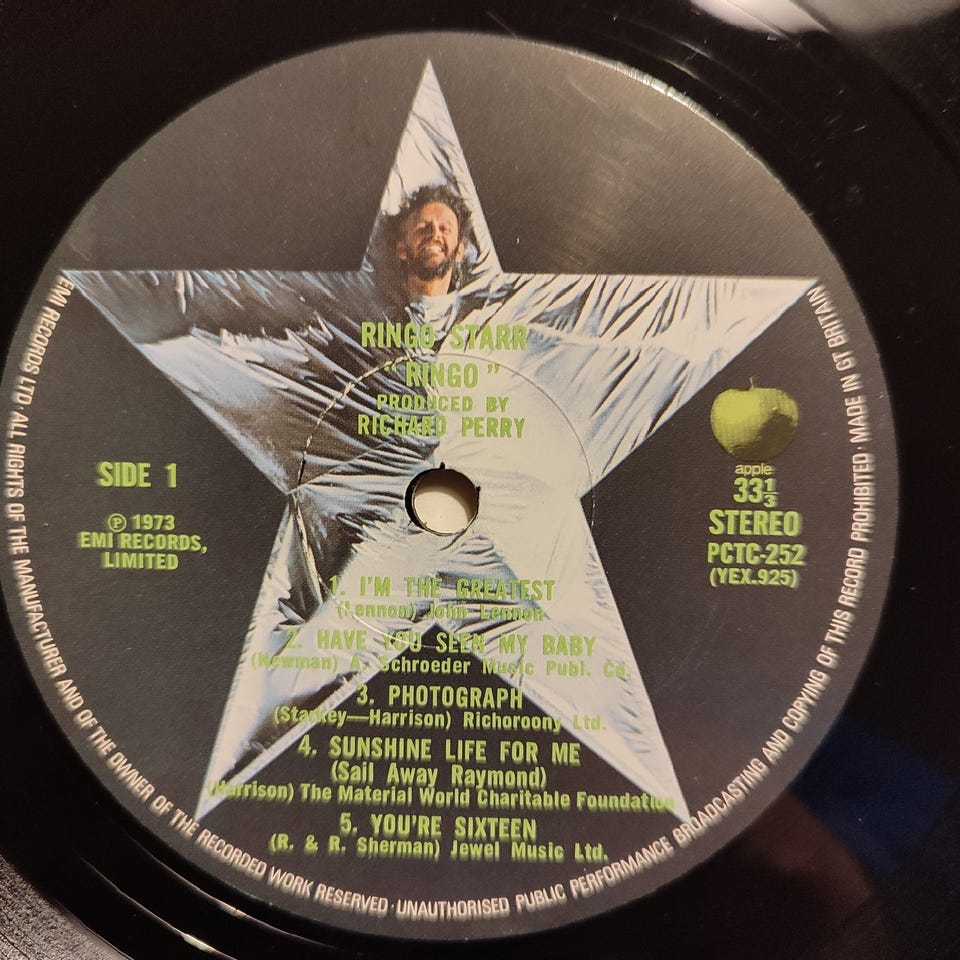 RINGO STARR
"RINGO"
PRODUCED BY
RICHARD PERRY
SIDE 1
℗ 1973
EMI RECORDS,
LIMITED
apple
33⅓
STEREO
PCTC-252
(YEX.925)
1. I'M THE GREATEST
(Lennon) John Lennon
2. HAVE YOU SEEN MY BABY
(Newman) A. Schroeder Music Publ. Co.
3. PHOTOGRAPH
(Starkey—Harrison) Richoroony Ltd.
4. SUNSHINE LIFE FOR ME
(Sail Away Raymond)
(Harrison) The Material World Charitable Foundation
5. YOU'RE SIXTEEN
(R. & R. Sherman) Jewel Music Ltd.
EMI RECORDS LTD·ALL RIGHTS OF THE MANUFACTURER AND OF THE OWNER OF THE RECORDED WORK RESERVED·UNAUTHORISED PUBLIC PERFORMANCE BROADCASTING AND COPYING OF THIS RECORD PROHIBITED MADE IN GT BRITAIN